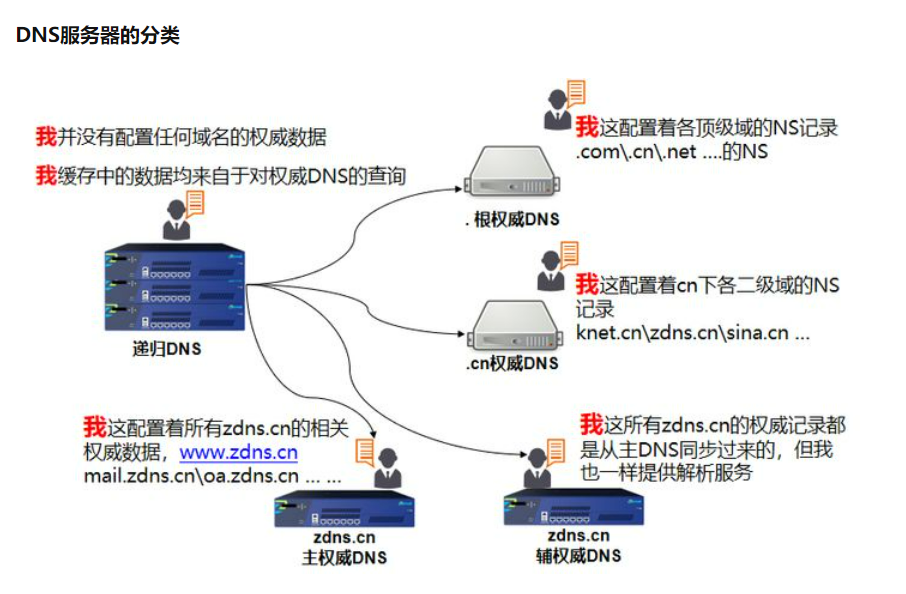 DNS服务器的分类
我并没有配置任何域名的权威数据
我缓存中的数据均来自于对权威DNS的查询
递归DNS
我这配置着各顶级域的NS记录
.com\.cn\.net ....的NS
. 根权威DNS
我这配置着cn下各二级域的NS
记录
knet.cn\zdns.cn\sina.cn ...
.cn权威DNS
我这配置着所有zdns.cn的相关
权威数据，www.zdns.cn
mail.zdns.cn\oa.zdns.cn ... ...
zdns.cn
主权威DNS
我这所有zdns.cn的权威记录都
是从主DNS同步过来的，但我
也一样提供解析服务
zdns.cn
辅权威DNS